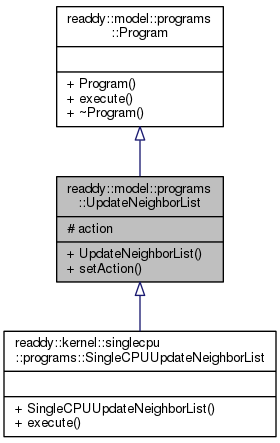 readdy::model::programs
::Program
+ Program()
+ execute()
+ ~Program()
readdy::model::programs
::UpdateNeighborList
# action
+ UpdateNeighborList()
+ setAction()
readdy::kernel::singlecpu
::programs::SingleCPUUpdateNeighborList
+ SingleCPUUpdateNeighborList()
+ execute()